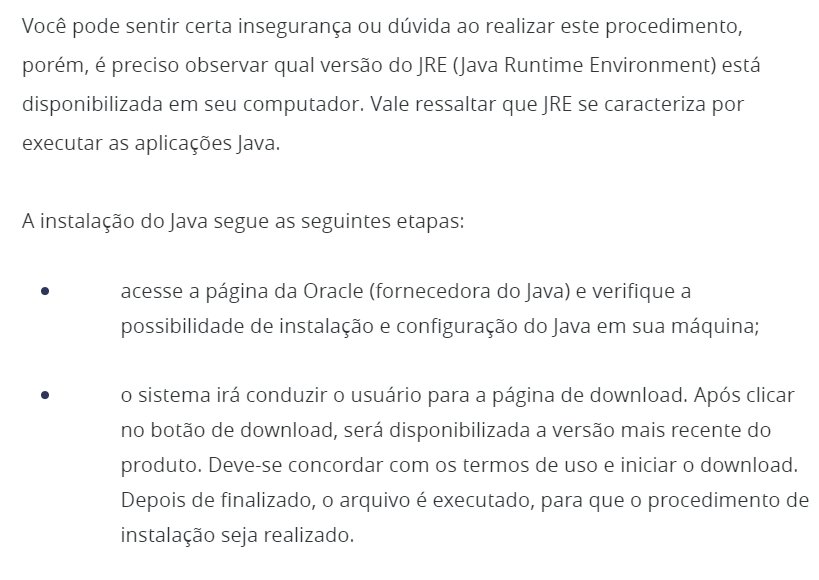 Você pode sentir certa insegurança ou dúvida ao realizar este procedimento,
porém, é preciso observar qual versão do JRE (Java Runtime Environment) está
disponibilizada em seu computador. Vale ressaltar que JRE se caracteriza por
executar as aplicações Java.
A instalação do Java segue as seguintes etapas:
• acesse a página da Oracle (fornecedora do Java) e verifique a
possibilidade de instalação e configuração do Java em sua máquina;
• o sistema irá conduzir o usuário para a página de download. Após clicar
no botão de download, será disponibilizada a versão mais recente do
produto. Deve-se concordar com os termos de uso e iniciar o download.
Depois de finalizado, o arquivo é executado, para que o procedimento de
instalação seja realizado.